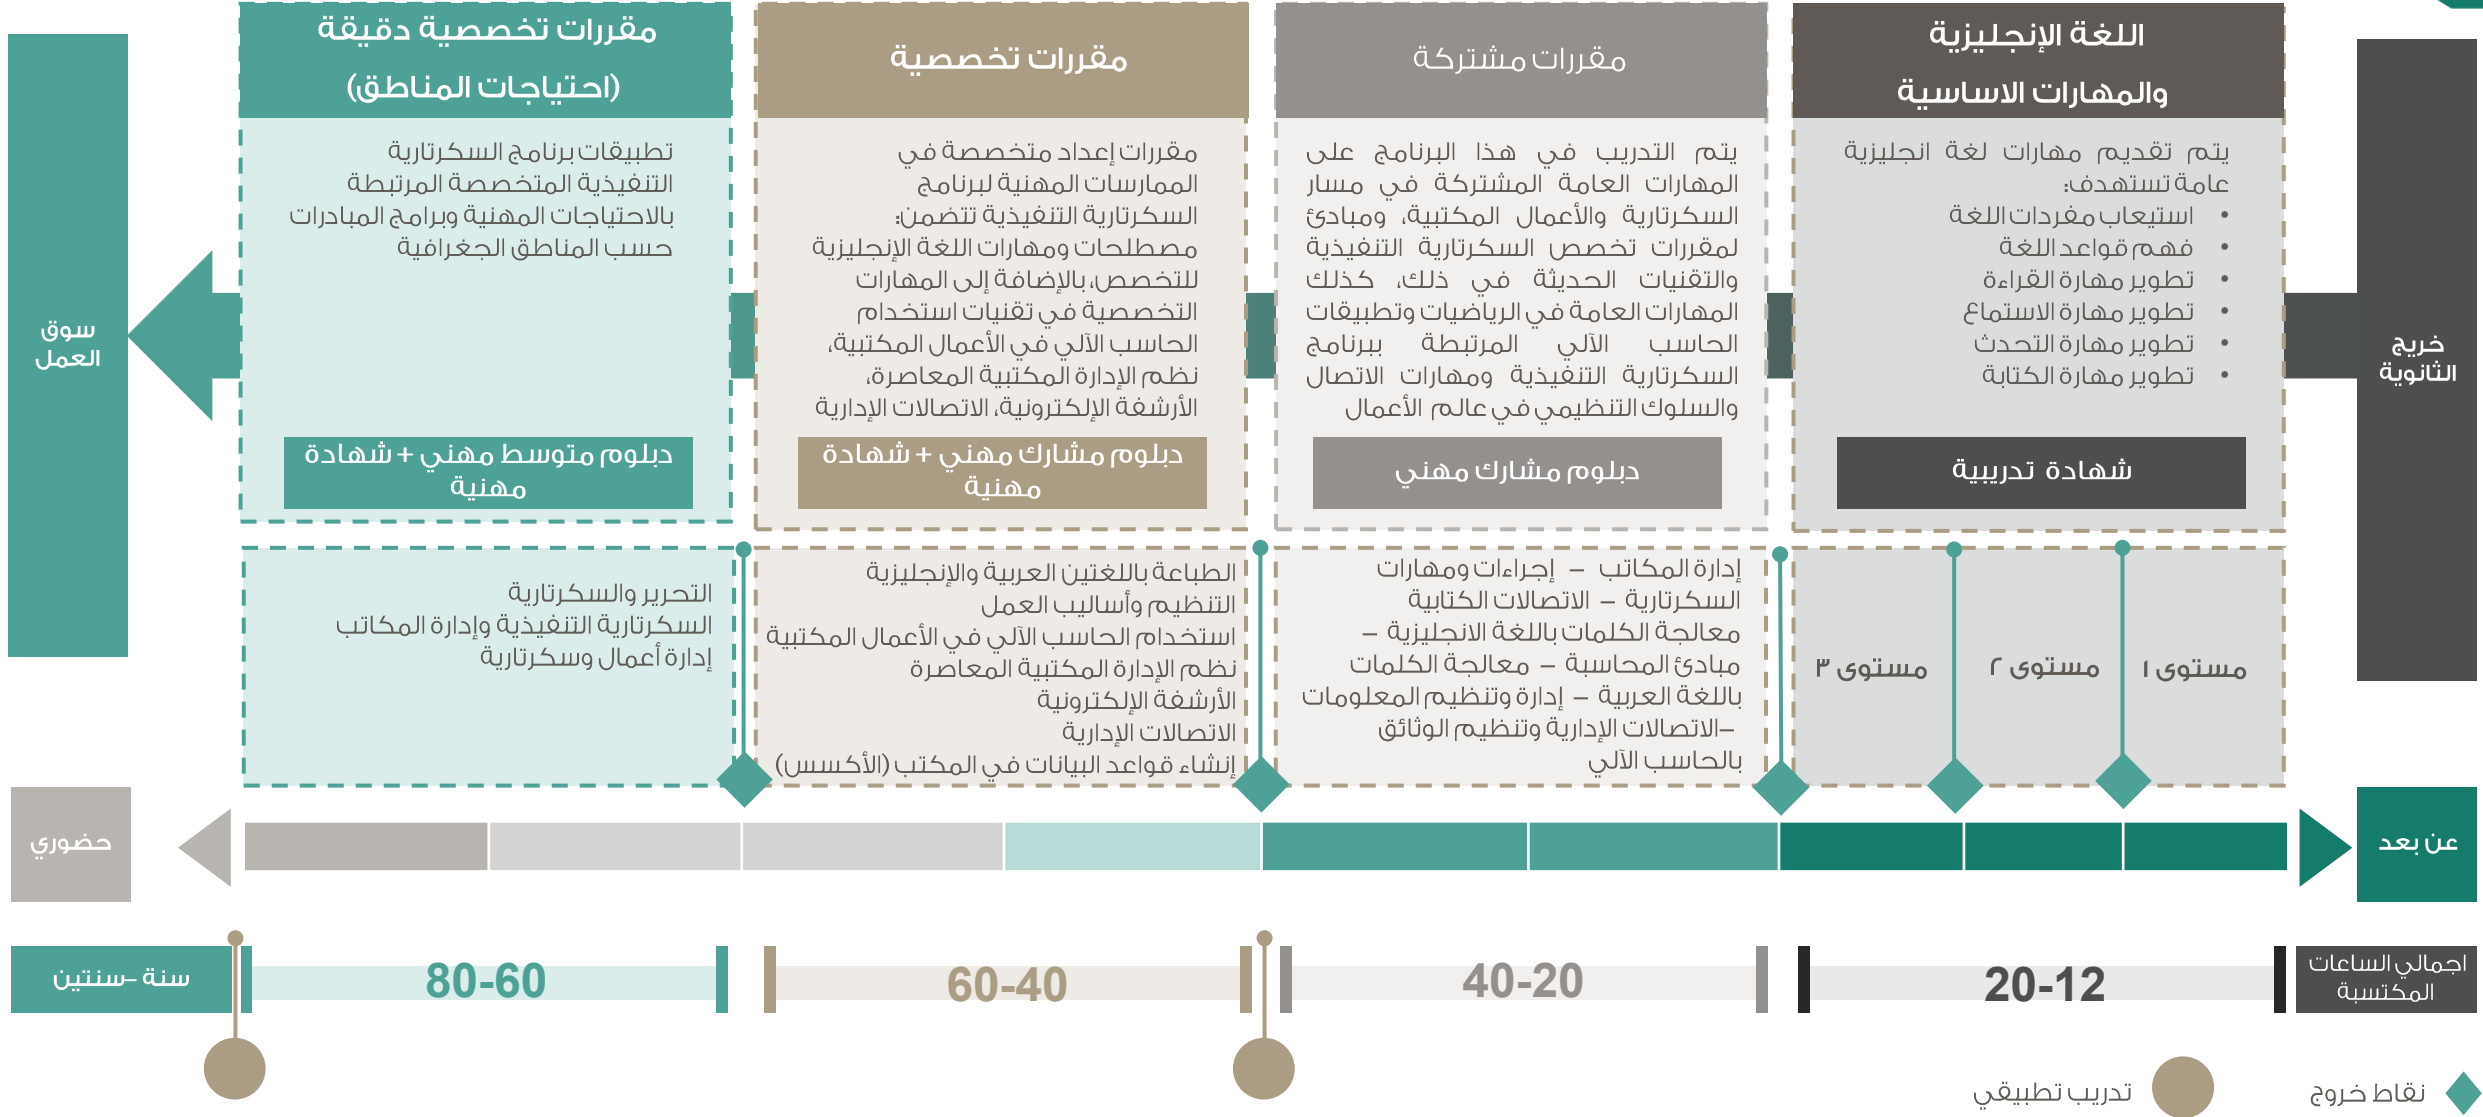 خريج
الثانوية
اللغة الإنجليزية
والمهارات الاساسية
يتم تقديم مهارات لغة انجليزية
عامة تستهدف:
• استيعاب مفردات اللغة
• فهم قواعد اللغة
• تطوير مهارة القراءة
• تطوير مهارة الاستماع
• تطوير مهارة التحدث
• تطوير مهارة الكتابة
شهادة تدريبية
مقررات مشتركة
يتم التدريب في هذا البرنامج على
المهارات العامة المشتركة في مسار
السكرتارية والأعمال المكتبية، ومبادئ
لمقررات تخصص السكرتارية التنفيذية
والتقنيات الحديثة في ذلك، كذلك
المهارات العامة في الرياضيات وتطبيقات
الحاسب الآلي المرتبطة ببرنامج
السكرتارية التنفيذية ومهارات الاتصال
والسلوك التنظيمي في عالم الأعمال
دبلوم مشارك مهني
مقررات تخصصية
مقررات إعداد متخصصة في
الممارسات المهنية لبرنامج
السكرتارية التنفيذية تتضمن:
مصطلحات ومهارات اللغة الإنجليزية
للتخصص، بالإضافة إلى المهارات
التخصصية في تقنيات استخدام
الحاسب الآلي في الأعمال المكتبية،
نظم الإدارة المكتبية المعاصرة،
الأرشفة الإلكترونية، الاتصالات الإدارية
دبلوم مشارك مهني + شهادة
مهنية
مقررات تخصصية دقيقة
(احتياجات المناطق)
تطبيقات برنامج السكرتارية
التنفيذية المتخصصة المرتبطة
بالاحتياجات المهنية وبرامج المبادرات
حسب المناطق الجغرافية
دبلوم متوسط مهني + شهادة
مهنية
سوق
العمل
مستوى ١
مستوى ٢
مستوى ٣
إدارة المكاتب – إجراءات ومهارات
السكرتارية – الاتصالات الكتابية
معالجة الكلمات باللغة الانجليزية –
مبادئ المحاسبة – معالجة الكلمات
باللغة العربية – إدارة وتنظيم المعلومات
–الاتصالات الإدارية وتنظيم الوثائق
بالحاسب الآلي
الطباعة باللغتين العربية والإنجليزية
التنظيم وأساليب العمل
استخدام الحاسب الآلي في الأعمال المكتبية
نظم الإدارة المكتبية المعاصرة
الأرشفة الإلكترونية
الاتصالات الإدارية
إنشاء قواعد البيانات في المكتب (الأكسس)
التحرير والسكرتارية
السكرتارية التنفيذية وإدارة المكاتب
إدارة أعمال وسكرتارية
عن بعد
حضوري
اجمالي الساعات
المكتسبة
20-12
40-20
60-40
80-60
سنة –سنتين
نقاط خروج
تدريب تطبيقي